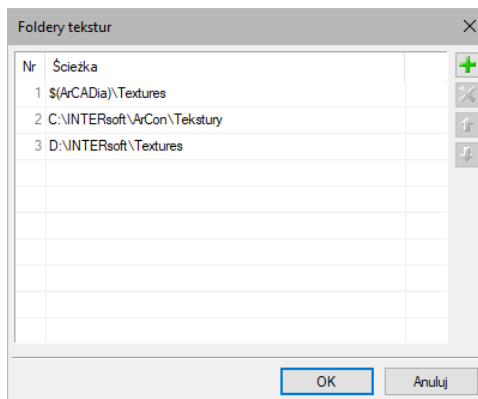 Foldery tekstur
Nr Ścieżka
1 $(ArCADia)\Textures
2 C:\INTERsoft\ArCon\Tekstury
3 D:\INTERsoft\Textures
OK Anuluj